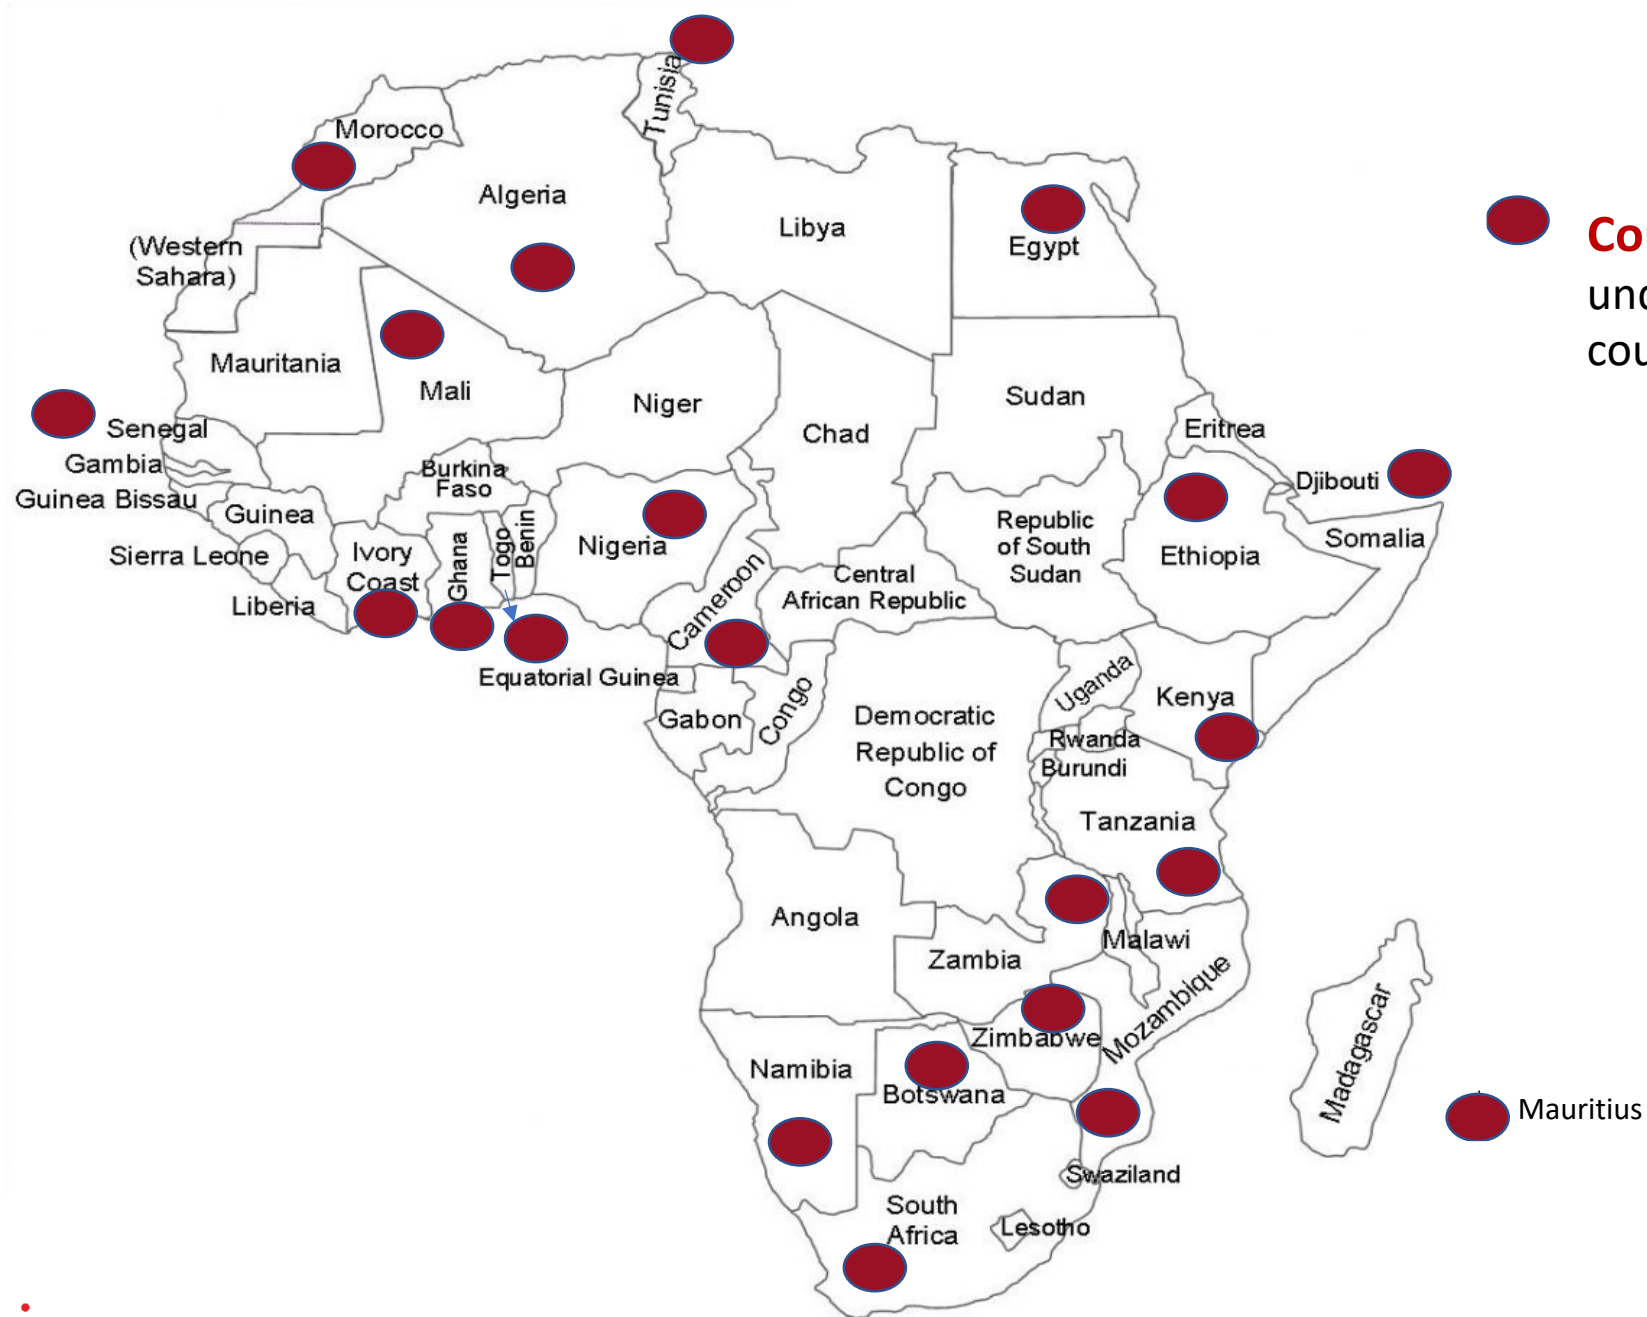 Tunisia
Morocco
Algeria
Libya
Egypt
(Western
Sahara)
Mauritania
Mali
Niger
Chad
Sudan
Eritrea
Senegal
Gambia
Guinea Bissau
Guinea
Sierra Leone
Liberia
Ivory
Coast
Burkina
Faso
Ghana
Togo
Benin
Nigeria
Cameroon
Central
African Republic
Republic
of South
Sudan
Ethiopia
Djibouti
Somalia
Equatorial Guinea
Gabon
Congo
Democratic
Republic of
Congo
Uganda
Kenya
Rwanda
Burundi
Tanzania
Angola
Zambia
Malawi
Mozambique
Zimbabwe
Namibia
Botswana
Madagascar
Swaziland
South
Africa
Lesotho
Mauritius